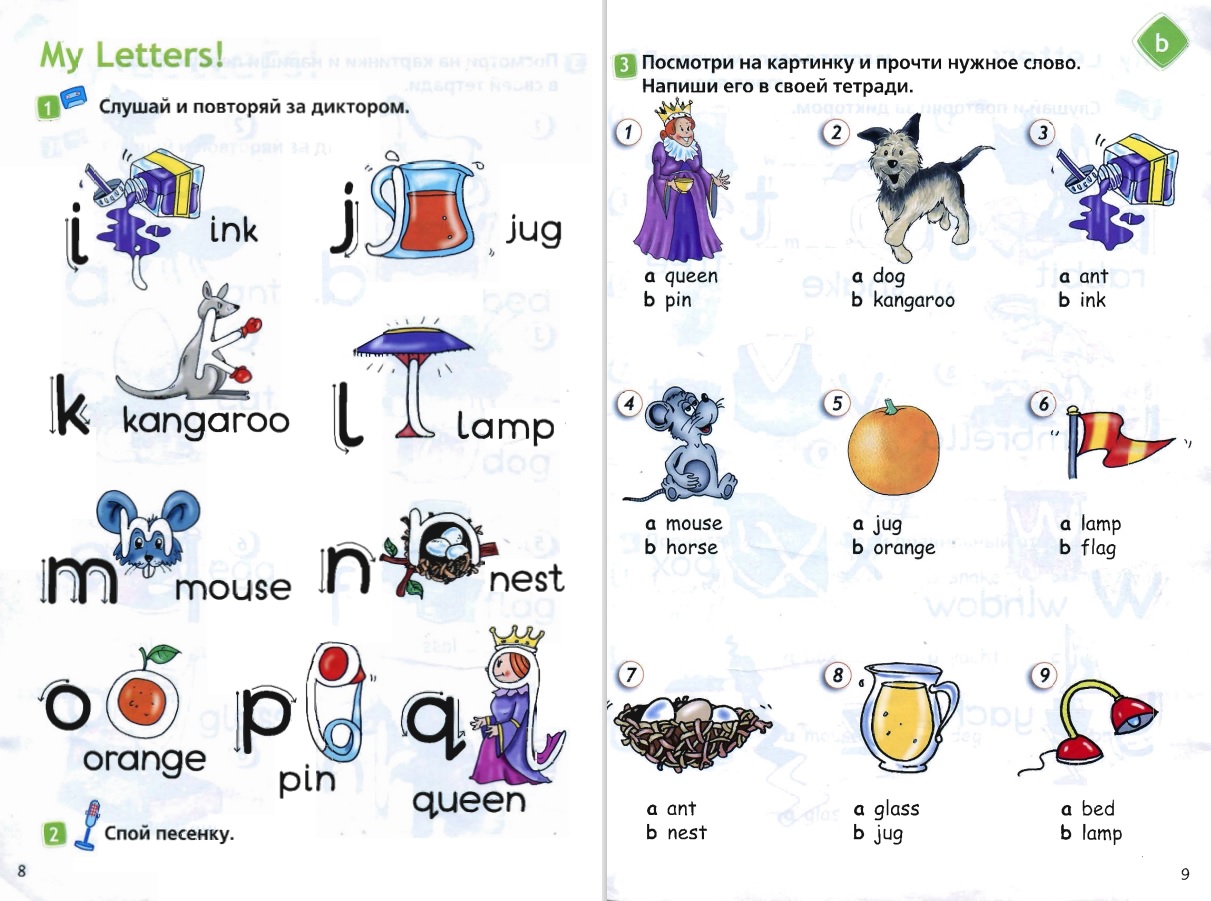 My Letters!
1 Слушай и повторяй за диктором.
i ink
j jug
k kangaroo
l lamp
m mouse
n nest
o orange
p pin
q queen
2 Спой песенку.
8
b
3 Посмотри на картинку и прочти нужное слово.
Напиши его в своей тетради.
1
a queen
b pin
2
a dog
b kangaroo
3
a ant
b ink
4
a mouse
b horse
5
a jug
b orange
6
a lamp
b flag
7
a ant
b nest
8
a glass
b jug
9
a bed
b lamp
9